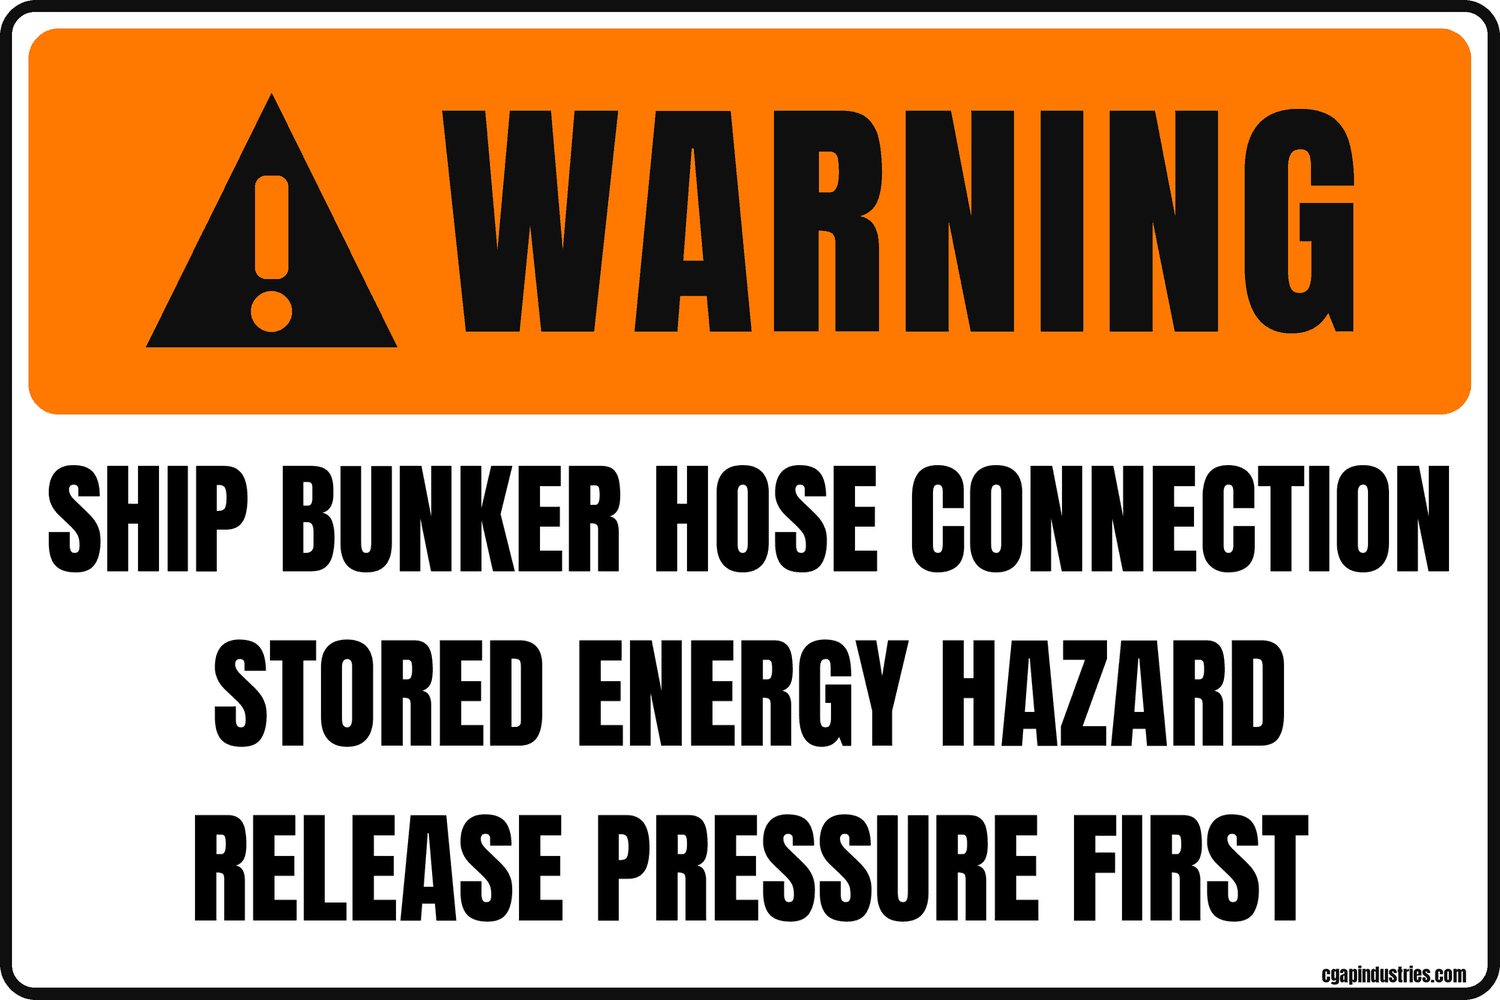 WARNING
SHIP BUNKER HOSE CONNECTION
STORED ENERGY HAZARD
RELEASE PRESSURE FIRST
cgapindustries.com